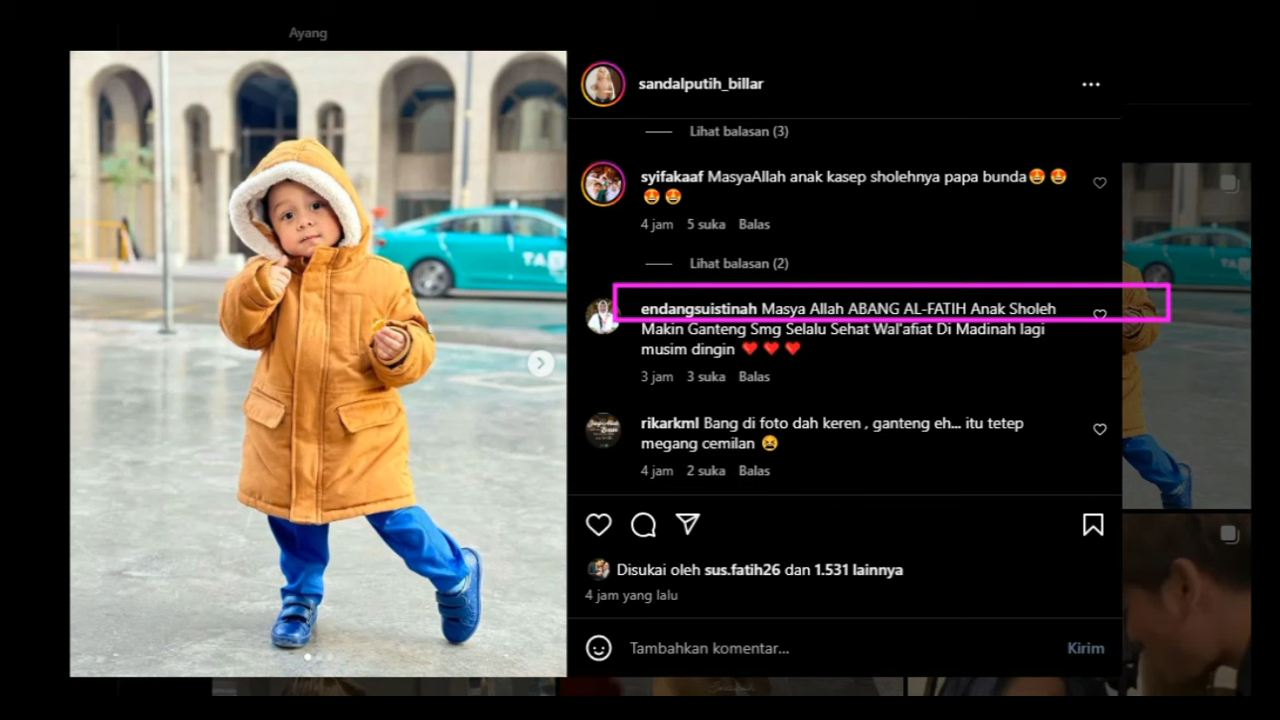 Ayang
sandalputih_billar
Lihat balasan (3)
syifakaaf MasyaAllah anak kasep sholehnya papa bunda😍😍
😍😍
4 jam 5 suka Balas
Lihat balasan (2)
endangsuistinah Masya Allah ABANG AL-FATIH Anak Sholeh
Makin Ganteng Smg Selalu Sehat Wal'afiat Di Madinah lagi
musim dingin ❤️❤️❤️
3 jam 3 suka Balas
rikarkml Bang di foto dah keren , ganteng eh... itu tetep
megang cemilan 😫
4 jam 2 suka Balas
Disukai oleh sus.fatih26 dan 1.531 lainnya
4 jam yang lalu
Tambahkan komentar... Kirim